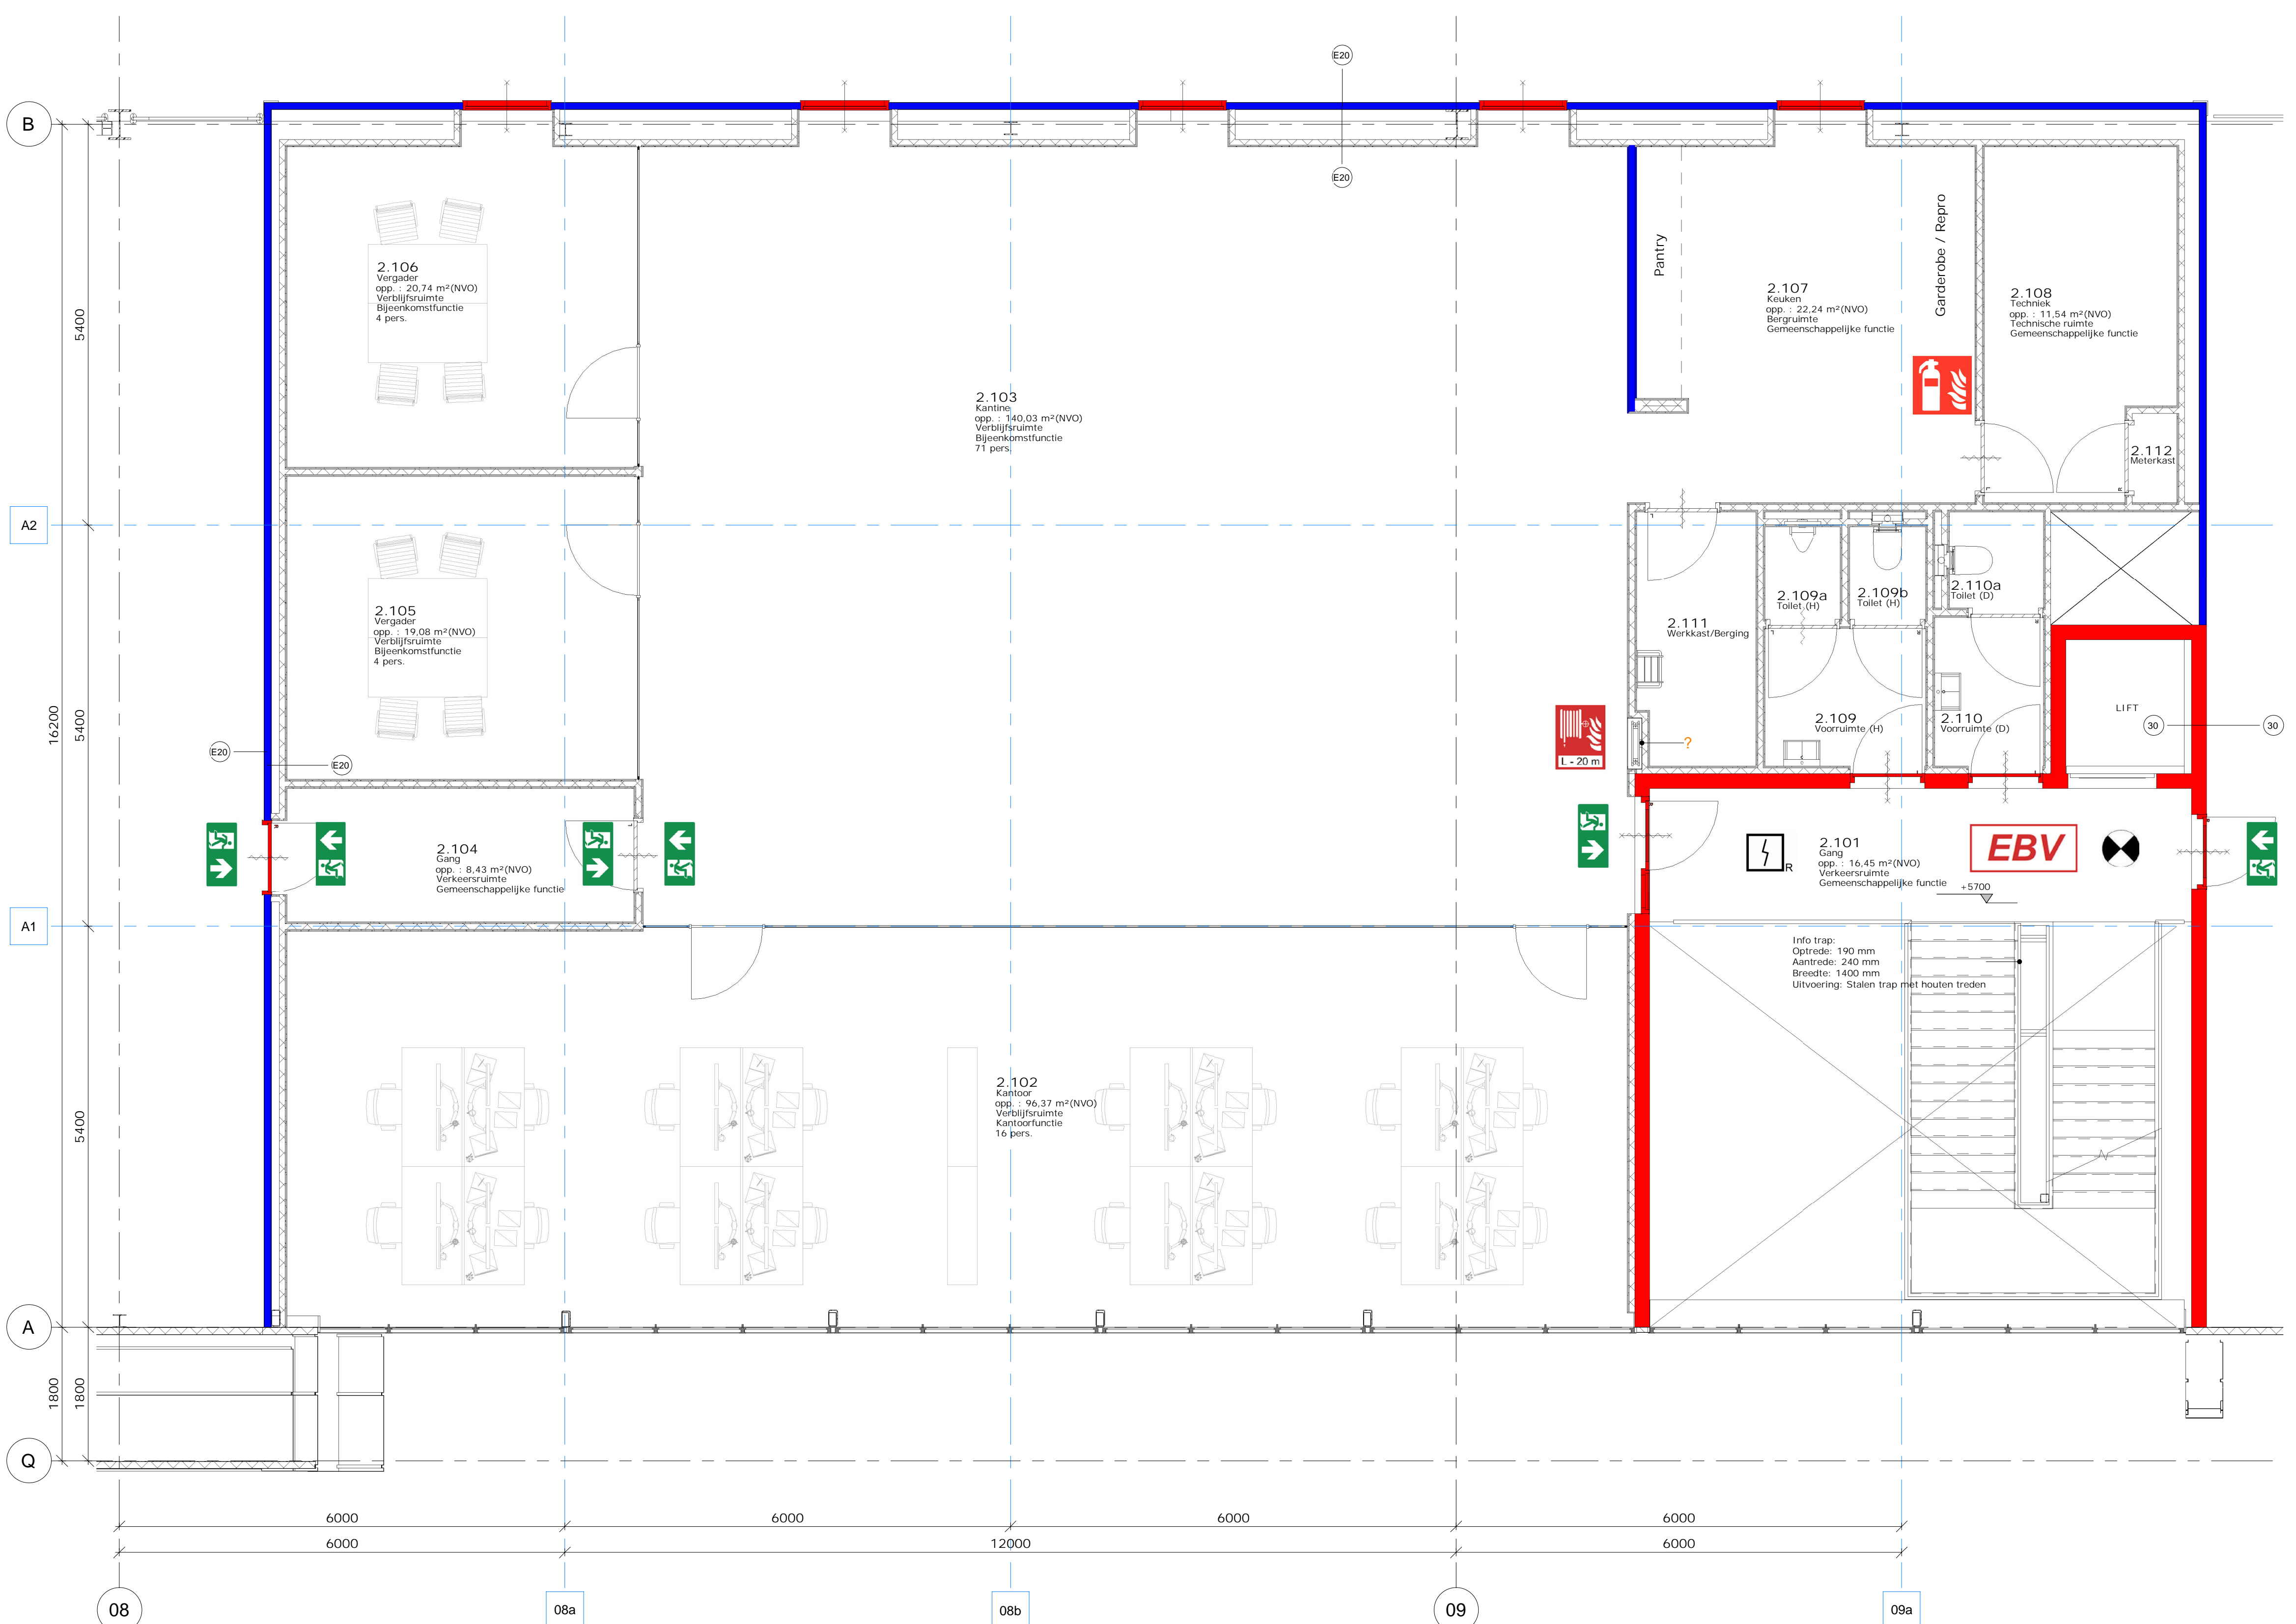 E20
B
E20
Pantry
Garderobe / Repro
2.106
Vergader
opp. : 20,74 m²(NVO)
Verblijfsruimte
Bijeenkomstfunctie
4 pers.
2.107
Keuken
opp. : 22,24 m²(NVO)
Bergruimte
Gemeenschappelijke functie
2.108
Techniek
opp. : 11,54 m²(NVO)
Technische ruimte
Gemeenschappelijke functie
5400
2.103
Kantine
opp. : 140,03 m²(NVO)
Verblijfsruimte
Bijeenkomstfunctie
71 pers.
2.112
Meterkast
A2
2.105
Vergader
opp. : 19,08 m²(NVO)
Verblijfsruimte
Bijeenkomstfunctie
4 pers.
2.109a
Toilet (H)
2.109b
Toilet (H)
2.110a
Toilet (D)
2.111
Werkkast/Berging
16200
5400
LIFT
30
30
2.109
Voorruimte (H)
2.110
Voorruimte (D)
?
L - 20 m
E20
E20
2.104
Gang
opp. : 8,43 m²(NVO)
Verkeersruimte
Gemeenschappelijke functie
R
2.101
Gang
opp. : 16,45 m²(NVO)
Verkeersruimte
Gemeenschappelijke functie
EBV
+5700
A1
Info trap:
Optrede: 190 mm
Aantrede: 240 mm
Breedte: 1400 mm
Uitvoering: Stalen trap met houten treden
5400
2.102
Kantoor
opp. : 96,37 m²(NVO)
Verblijfsruimte
Kantoorfunctie
16 pers.
A
1800
1800
Q
6000
6000
6000
6000
6000
12000
6000
08
08a
08b
09
09a